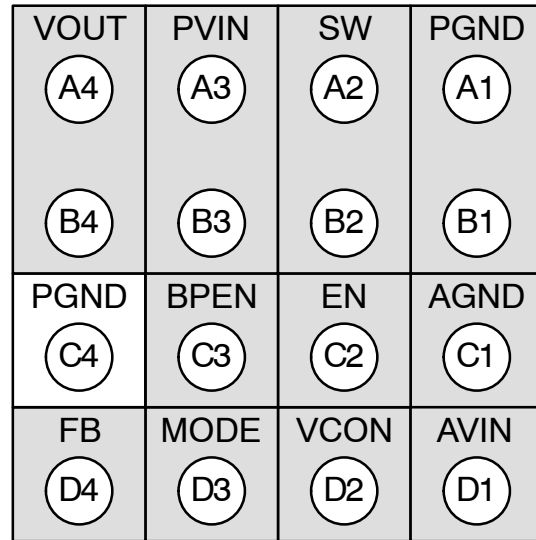 VOUT PVIN SW PGND
A4 A3 A2 A1
B4 B3 B2 B1
PGND BPEN EN AGND
C4 C3 C2 C1
FB MODE VCON AVIN
D4 D3 D2 D1